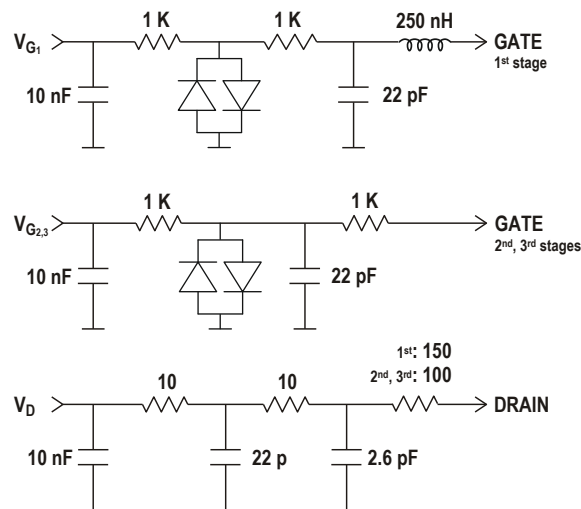 250 nH
1 K
1 K
V_G1
GATE
1st stage
10 nF
22 pF
1 K
1 K
V_G2,3
GATE
2nd, 3rd stages
10 nF
22 pF
1st: 150
2nd, 3rd: 100
10
10
V_D
DRAIN
10 nF
22 p
2.6 pF